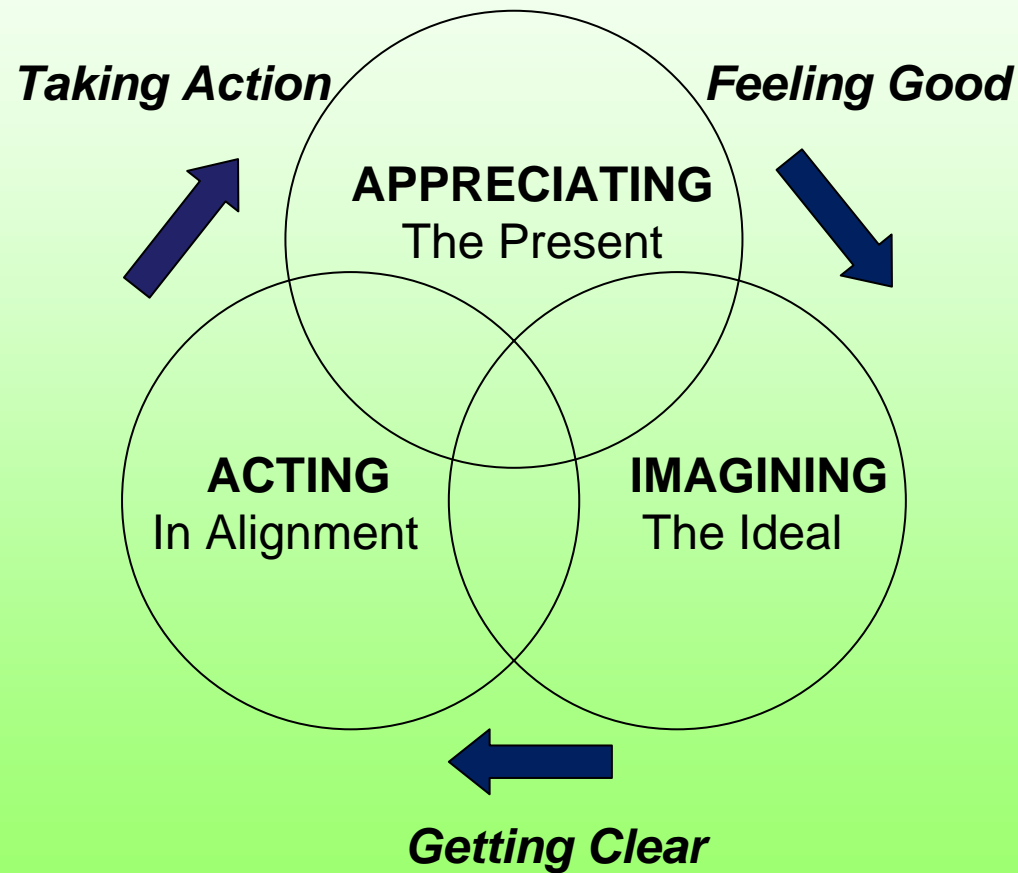 Taking Action
Feeling Good
APPRECIATING
The Present
ACTING
In Alignment
IMAGINING
The Ideal
Getting Clear